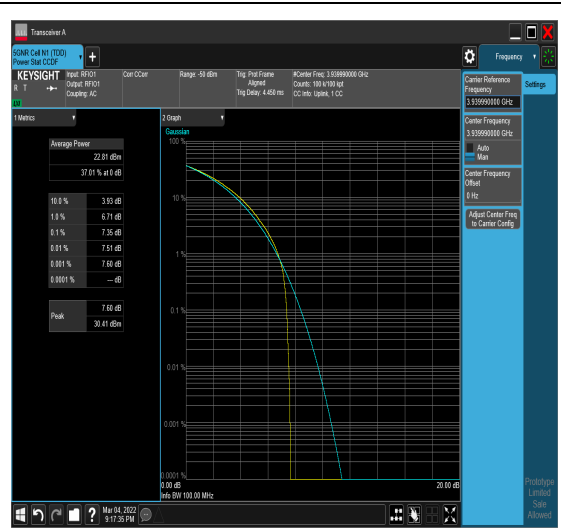 Transceiver A
5GNR Cell N1 (TDD)
Power Stat CCDF
Frequency
KEYSIGHT
R T
LVI
Input: RFIO1
Output: RFIO1
Coupling: AC
Corr CCorr
Range: -50 dBm
Trig: Prot Frame
Aligned
Trig Delay: 4.450 ms
#Center Freq: 3.939990000 GHz
Counts: 100 k/100 kpt
CC Info: Uplink, 1 CC
Carrier Reference
Frequency
3.939990000 GHz
Settings
Center Frequency
3.939990000 GHz
Auto
Man
Center Frequency
Offset
0 Hz
Adjust Center Freq
to Carrier Config
1 Metrics
Average Power
22.81 dBm
37.01 % at 0 dB
10.0 % 3.93 dB
1.0 % 6.71 dB
0.1 % 7.35 dB
0.01 % 7.51 dB
0.001 % 7.60 dB
0.0001 % --- dB
Peak
7.60 dB
30.41 dBm
2 Graph
Gaussian
100 %
10 %
1 %
0.1 %
0.01 %
0.001 %
0.0001 %
0.00 dB
20.00 dB
Info BW 100.00 MHz
Mar 04, 2022
9:17:35 PM
Prototype
Limited
Sale
Allowed